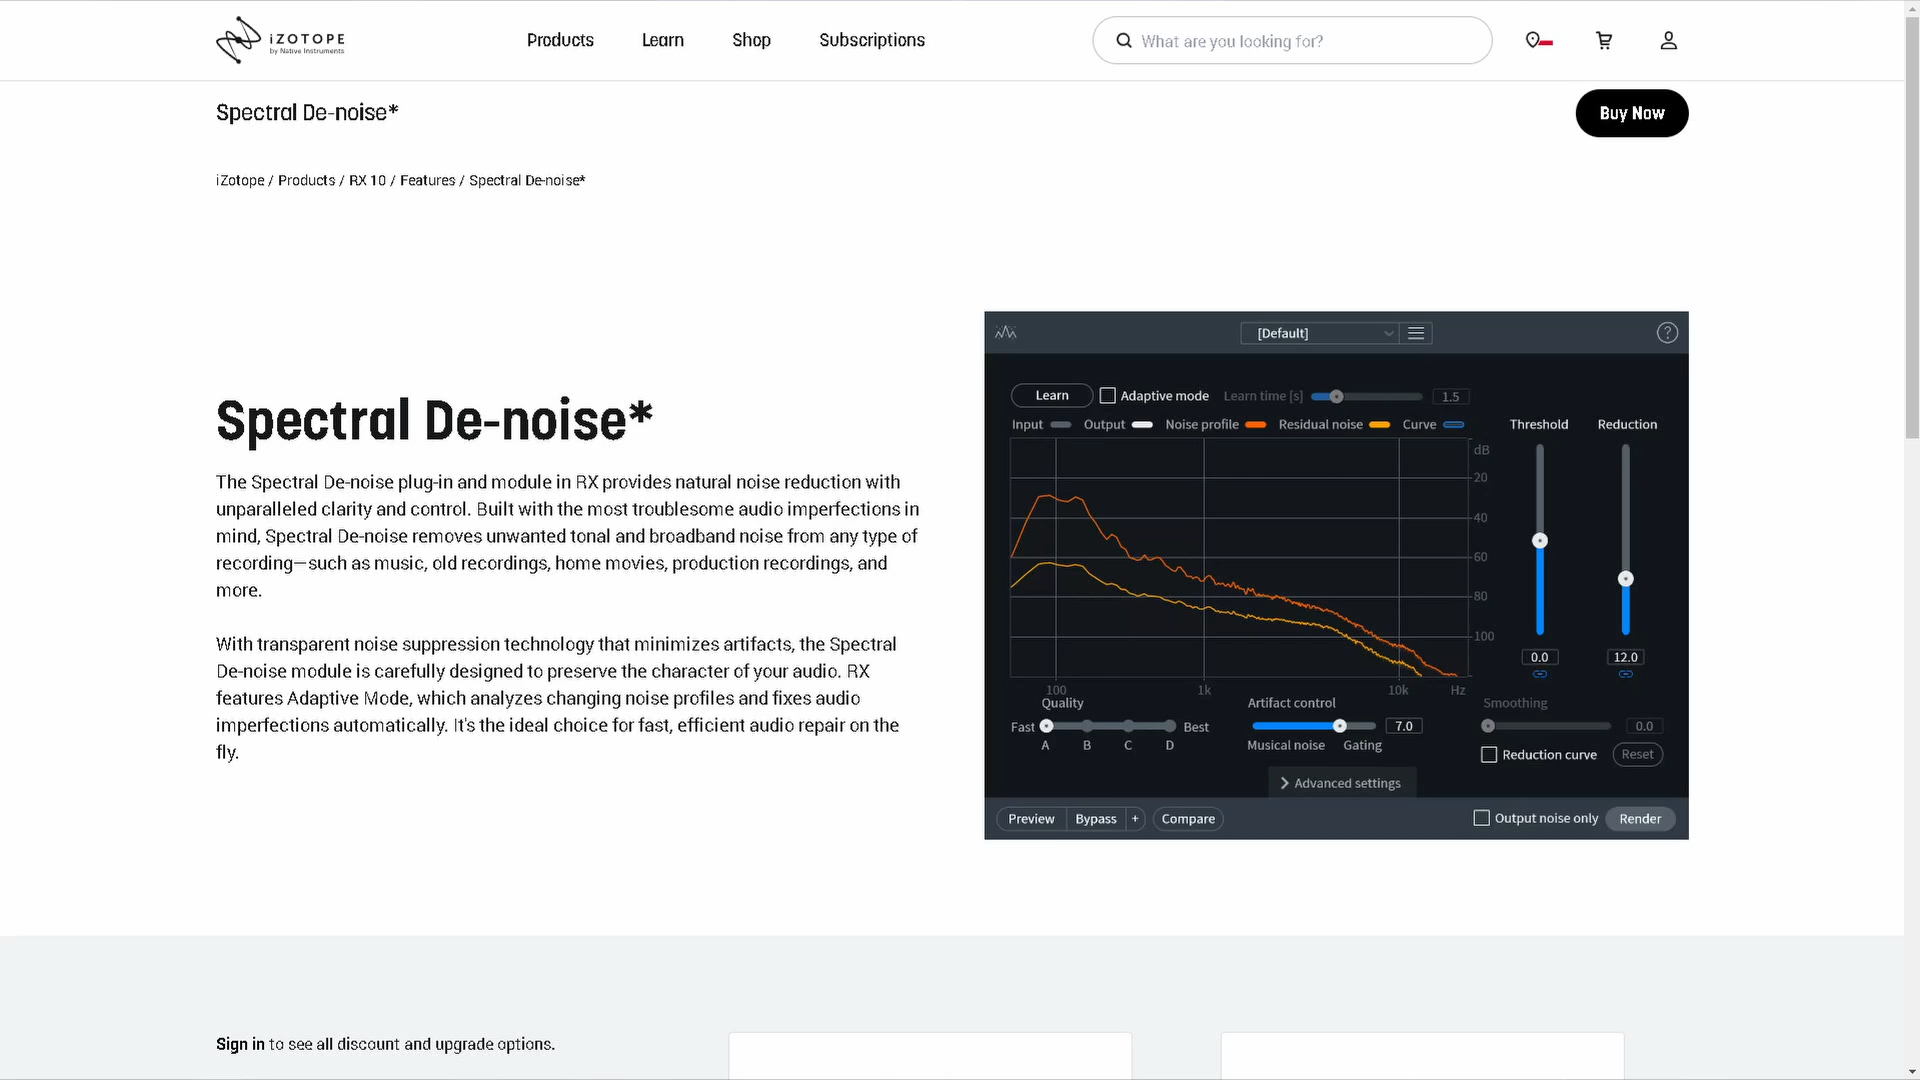 iZOTOPE
by Native Instruments
Products
Learn
Shop
Subscriptions
What are you looking for?
Spectral De-noise*
Buy Now
iZotope / Products / RX 10 / Features / Spectral De-noise*
Spectral De-noise*
The Spectral De-noise plug-in and module in RX provides natural noise reduction with
unparalleled clarity and control. Built with the most troublesome audio imperfections in
mind, Spectral De-noise removes unwanted tonal and broadband noise from any type of
recording—such as music, old recordings, home movies, production recordings, and
more.
With transparent noise suppression technology that minimizes artifacts, the Spectral
De-noise module is carefully designed to preserve the character of your audio. RX
features Adaptive Mode, which analyzes changing noise profiles and fixes audio
imperfections automatically. It's the ideal choice for fast, efficient audio repair on the
fly.
[Default]
?
Learn
Adaptive mode
Learn time [s]
1.5
Input
Output
Noise profile
Residual noise
Curve
Threshold
Reduction
dB
20
40
60
80
100
0.0
12.0
100
1k
10k
Hz
Quality
Artifact control
Smoothing
Fast
Best
7.0
0.0
A
B
C
D
Musical noise
Gating
Reduction curve
Reset
Advanced settings
Preview
Bypass
+
Compare
Output noise only
Render
Sign in to see all discount and upgrade options.